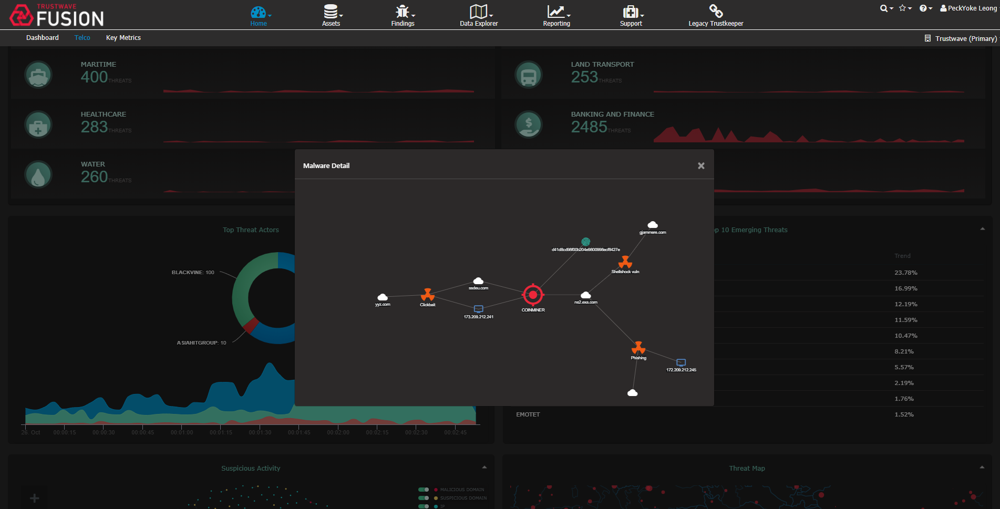 TRUSTWAVE
FUSION
Home
Assets
Findings
Data Explorer
Reporting
Support
Legacy Trustkeeper
PeckYoke Leong
Dashboard
Telco
Key Metrics
Trustwave (Primary)
MARITIME
400 THREATS
LAND TRANSPORT
253 THREATS
HEALTHCARE
283 THREATS
BANKING AND FINANCE
2485 THREATS
WATER
260 THREATS
Malware Detail
gjammere.com
d41d8cd98f00b204e9800998ecf8427e
Shellshock vuln
ssdeu.com
yyz.com
Clickbait
173.209.212.241
COINMINER
ns2.exa.com
Phishing
172.209.212.245
Top Threat Actors
BLACKVINE: 100
ASIAHITGROUP: 10
26. Oct
00:00:15
00:00:30
00:00:45
00:01:00
00:01:15
00:01:30
00:01:45
00:02:00
00:02:15
00:02:30
00:02:45
op 10 Emerging Threats
Trend
23.78%
16.99%
12.19%
11.59%
10.47%
8.21%
5.57%
2.19%
1.76%
EMOTET 1.52%
Suspicious Activity
MALICIOUS DOMAIN
SUSPICIOUS DOMAIN
IP
Threat Map